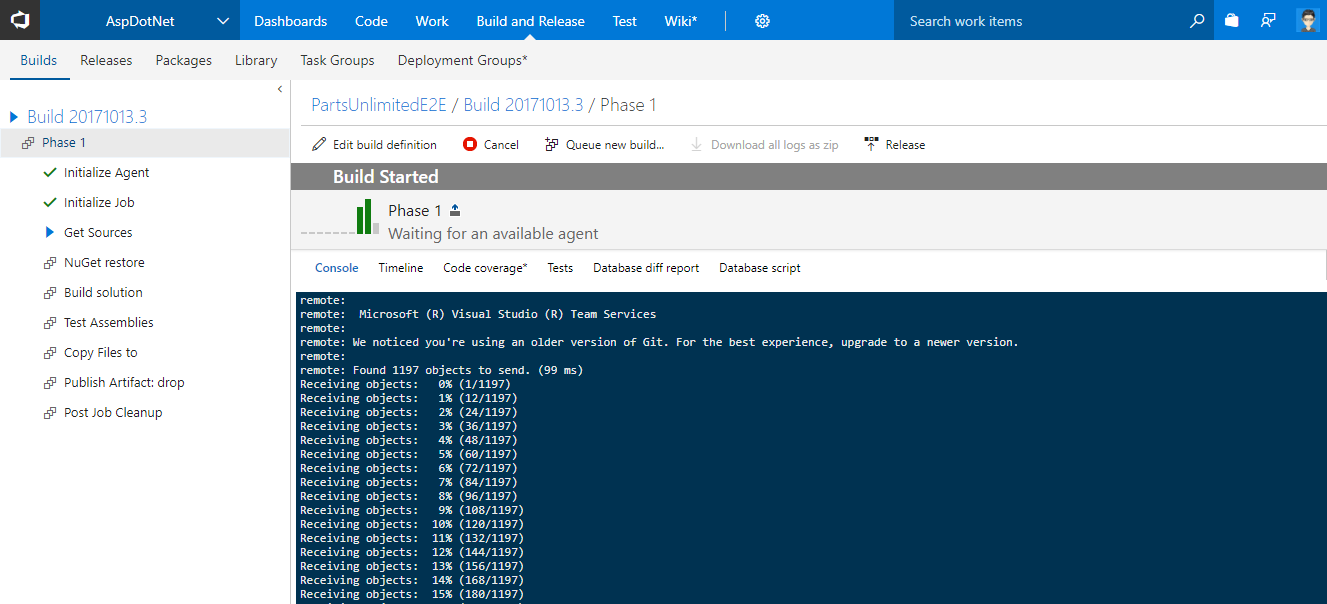 AspDotNet Dashboards Code Work Build and Release Test Wiki* Search work items
Builds Releases Packages Library Task Groups Deployment Groups*
Build 20171013.3
Phase 1
Initialize Agent
Initialize Job
Get Sources
NuGet restore
Build solution
Test Assemblies
Copy Files to
Publish Artifact: drop
Post Job Cleanup
PartsUnlimitedE2E / Build 20171013.3 / Phase 1
Edit build definition Cancel Queue new build... Download all logs as zip Release
Build Started
Phase 1
Waiting for an available agent
Console Timeline Code coverage* Tests Database diff report Database script
remote:
remote:  Microsoft (R) Visual Studio (R) Team Services
remote:
remote: We noticed you're using an older version of Git. For the best experience, upgrade to a newer version.
remote:
remote: Found 1197 objects to send. (99 ms)
Receiving objects:   0% (1/1197)
Receiving objects:   1% (12/1197)
Receiving objects:   2% (24/1197)
Receiving objects:   3% (36/1197)
Receiving objects:   4% (48/1197)
Receiving objects:   5% (60/1197)
Receiving objects:   6% (72/1197)
Receiving objects:   7% (84/1197)
Receiving objects:   8% (96/1197)
Receiving objects:   9% (108/1197)
Receiving objects:  10% (120/1197)
Receiving objects:  11% (132/1197)
Receiving objects:  12% (144/1197)
Receiving objects:  13% (156/1197)
Receiving objects:  14% (168/1197)
Receiving objects:  15% (180/1197)